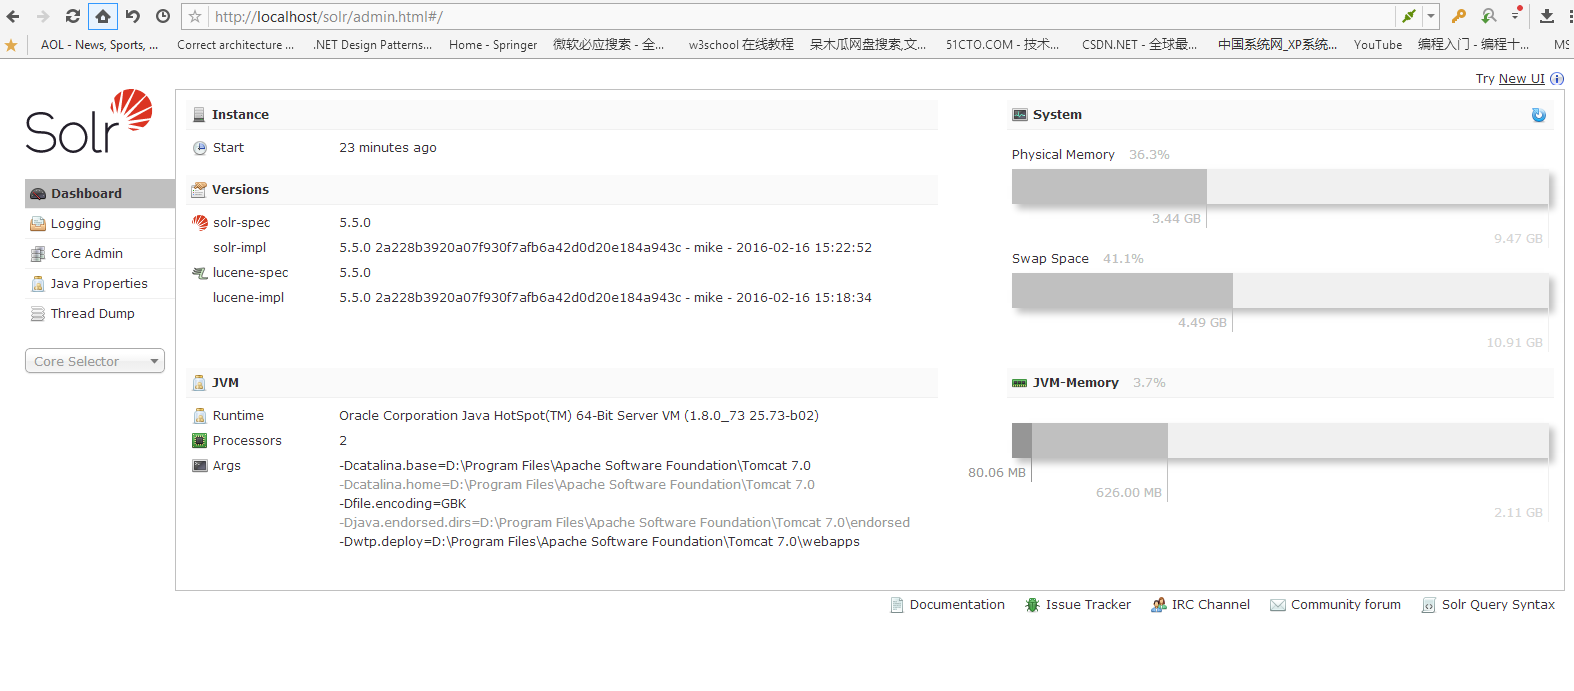 http://localhost/solr/admin.html#/
AOL - News, Sports, ... Correct architecture ... .NET Design Patterns... Home - Springer 微软必应搜索 - 全... w3school 在线教程 呆木瓜网盘搜索,文... 51CTO.COM - 技术... CSDN.NET - 全球最... 中国系统网_XP系统... YouTube 编程入门 - 编程十... MS
Try New UI
Solr
Dashboard
Logging
Core Admin
Java Properties
Thread Dump
Core Selector
Instance
Start 23 minutes ago
Versions
solr-spec 5.5.0
solr-impl 5.5.0 2a228b3920a07f930f7afb6a42d0d20e184a943c - mike - 2016-02-16 15:22:52
lucene-spec 5.5.0
lucene-impl 5.5.0 2a228b3920a07f930f7afb6a42d0d20e184a943c - mike - 2016-02-16 15:18:34
JVM
Runtime Oracle Corporation Java HotSpot(TM) 64-Bit Server VM (1.8.0_73 25.73-b02)
Processors 2
Args -Dcatalina.base=D:\Program Files\Apache Software Foundation\Tomcat 7.0
-Dcatalina.home=D:\Program Files\Apache Software Foundation\Tomcat 7.0
-Dfile.encoding=GBK
-Djava.endorsed.dirs=D:\Program Files\Apache Software Foundation\Tomcat 7.0\endorsed
-Dwtp.deploy=D:\Program Files\Apache Software Foundation\Tomcat 7.0\webapps
System
Physical Memory 36.3%
3.44 GB
9.47 GB
Swap Space 41.1%
4.49 GB
10.91 GB
JVM-Memory 3.7%
80.06 MB
626.00 MB
2.11 GB
Documentation Issue Tracker IRC Channel Community forum Solr Query Syntax